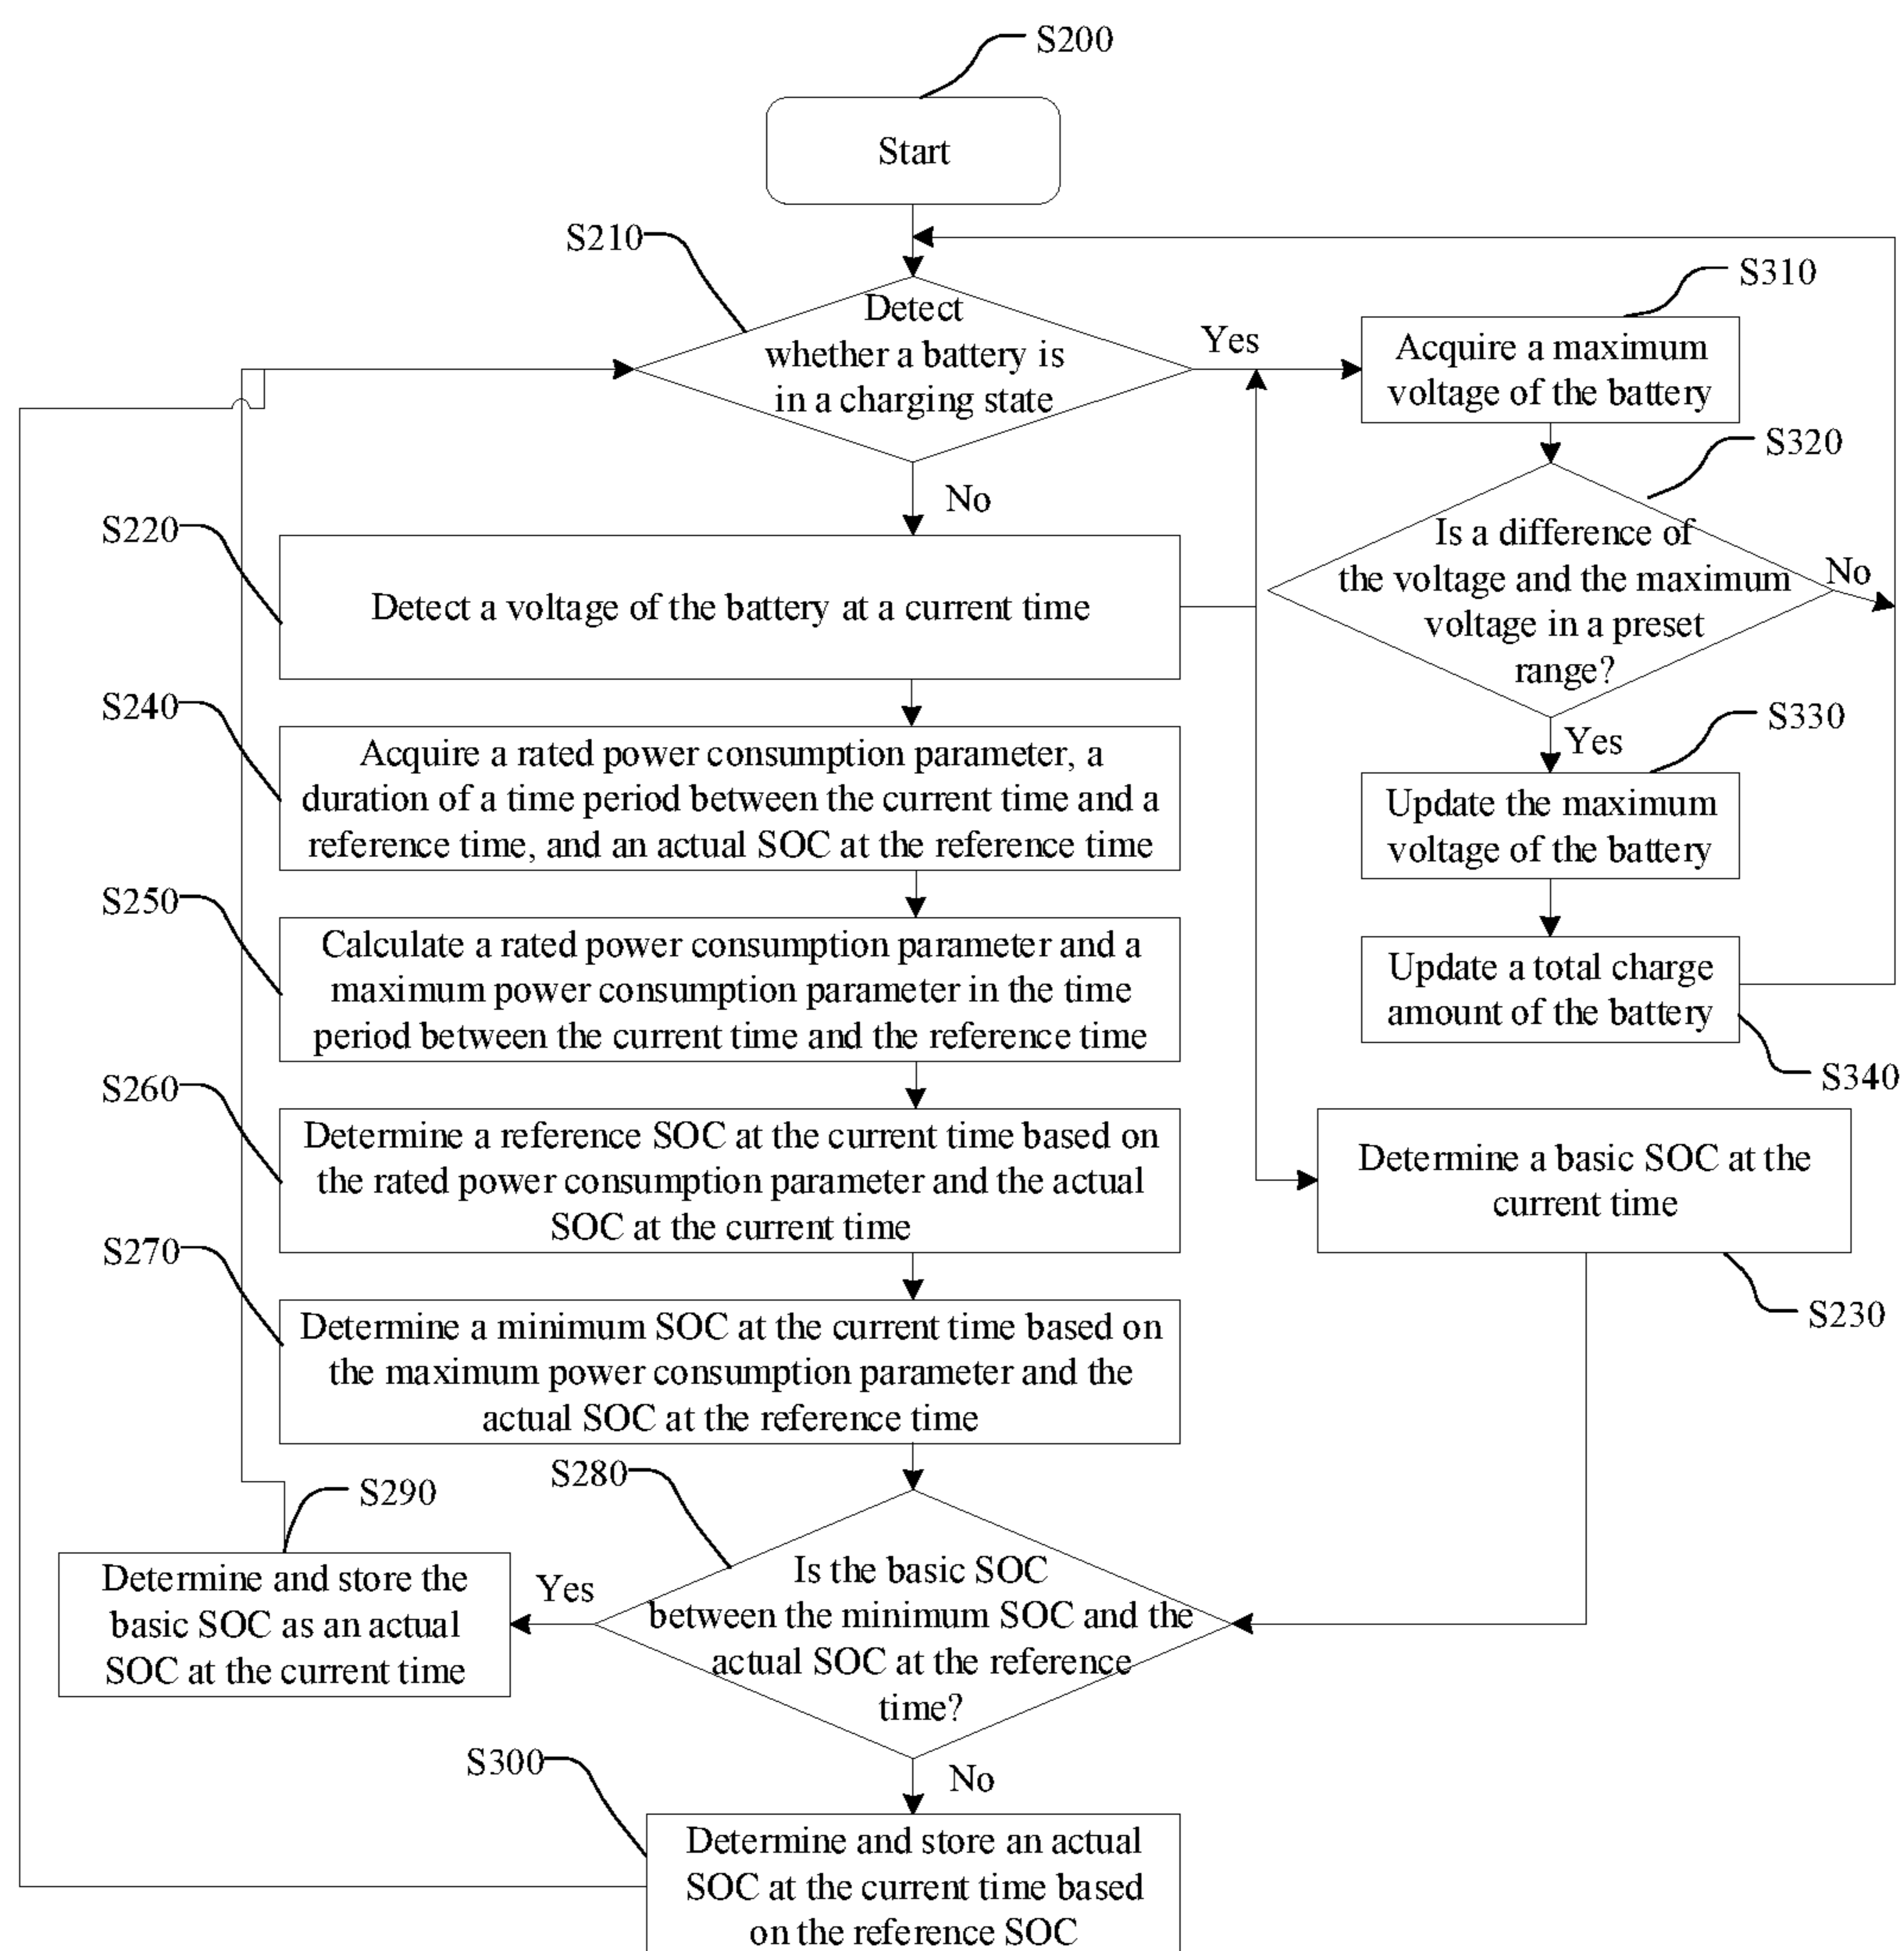 S200
Start
S210
Detect
whether a battery is
in a charging state
Yes
No
S310
Acquire a maximum
voltage of the battery
S320
Is a difference of
the voltage and the maximum
voltage in a preset
range?
No
Yes
S330
Update the maximum
voltage of the battery
Update a total charge
amount of the battery
S340
S220
Detect a voltage of the battery at a current time
S240
Acquire a rated power consumption parameter, a
duration of a time period between the current time and a
reference time, and an actual SOC at the reference time
S250
Calculate a rated power consumption parameter and a
maximum power consumption parameter in the time
period between the current time and the reference time
S260
Determine a reference SOC at the current time based on
the rated power consumption parameter and the actual
SOC at the current time
Determine a basic SOC at the
current time
S230
S270
Determine a minimum SOC at the current time based on
the maximum power consumption parameter and the
actual SOC at the reference time
S280
Is the basic SOC
between the minimum SOC and the
actual SOC at the reference
time?
Yes
No
S290
Determine and store the
basic SOC as an actual
SOC at the current time
S300
Determine and store an actual
SOC at the current time based
on the reference SOC